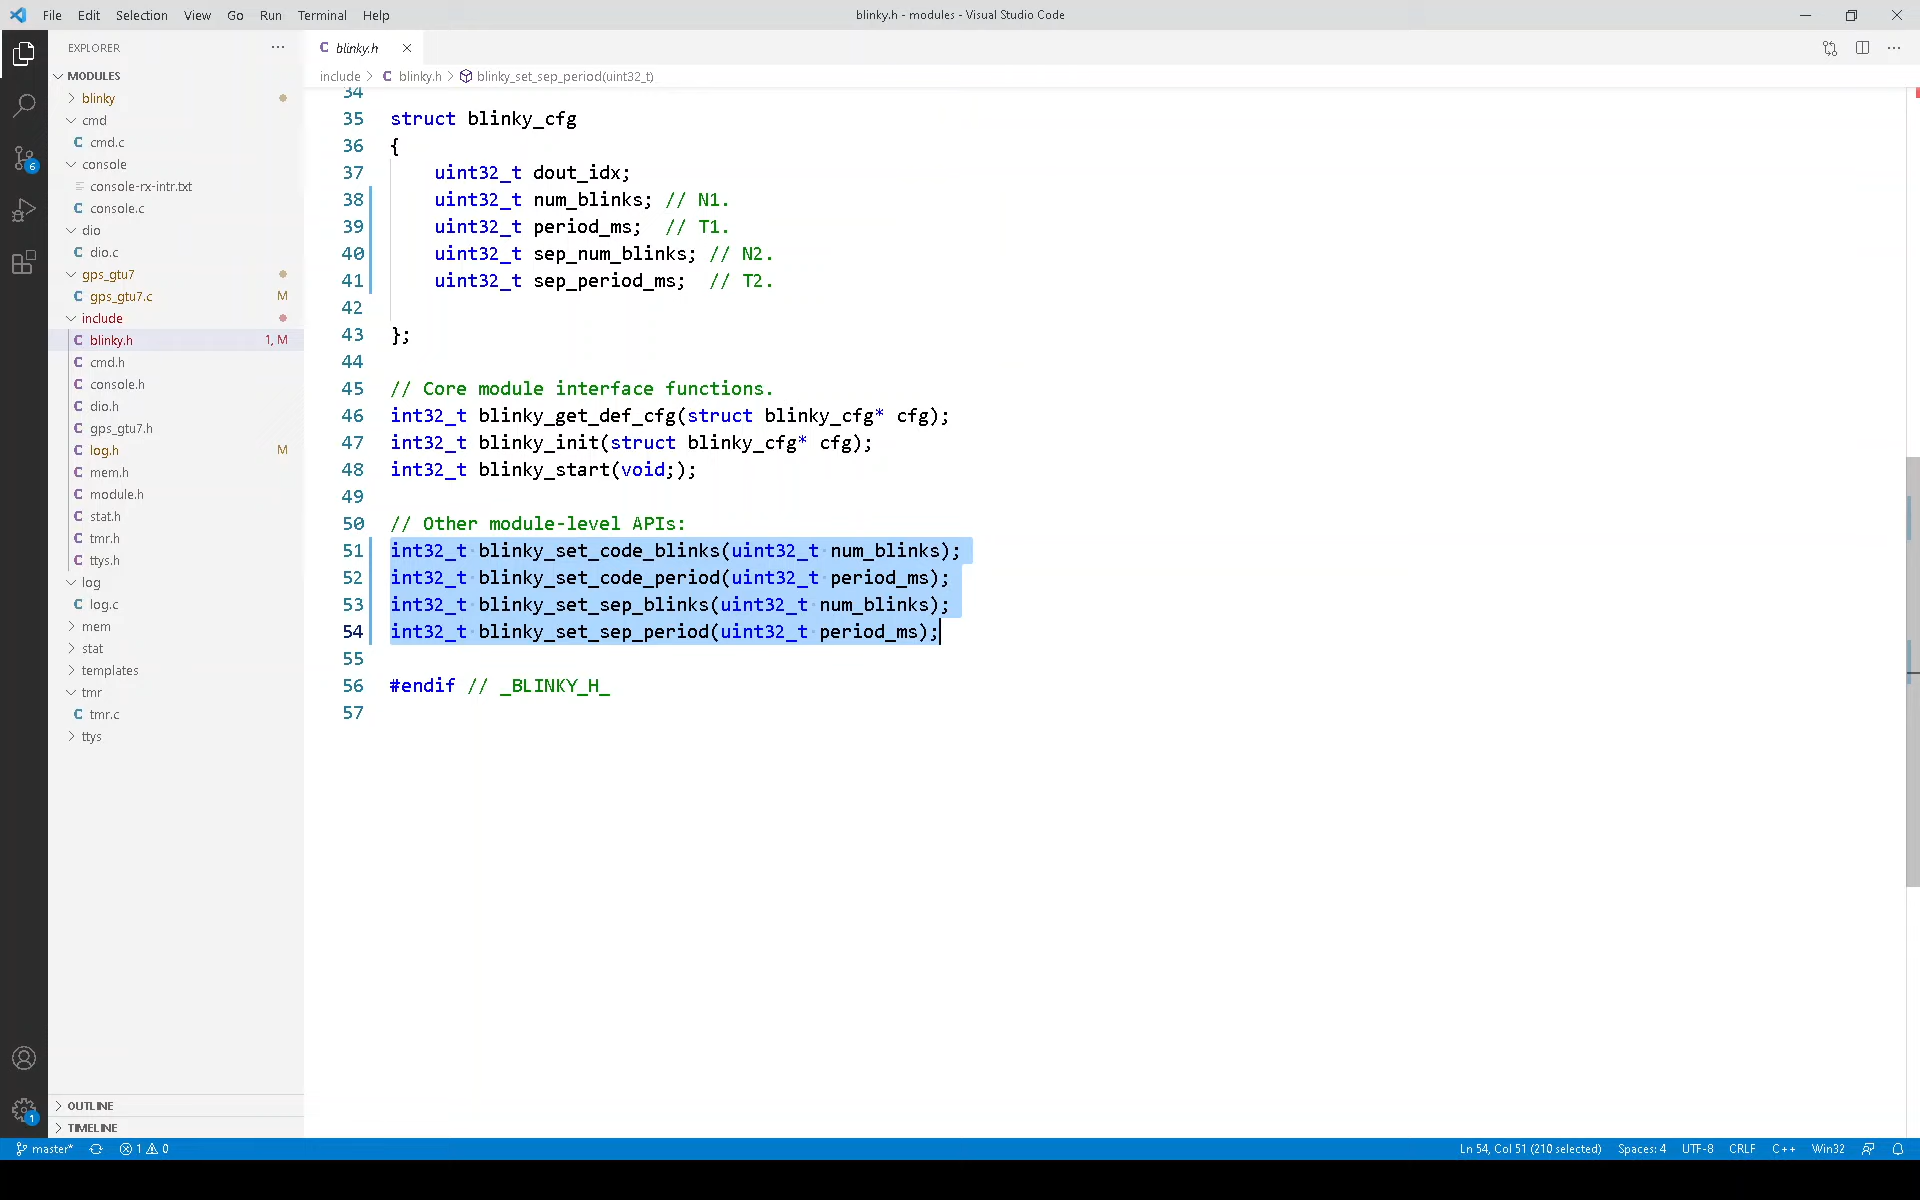 File Edit Selection View Go Run Terminal Help
blinky.h - modules - Visual Studio Code
EXPLORER
MODULES
blinky
cmd
C cmd.c
console
console-rx-intr.txt
C console.c
dio
C dio.c
gps_gtu7
C gps_gtu7.c M
include
C blinky.h 1, M
C cmd.h
C console.h
C dio.h
C gps_gtu7.h
C log.h M
C mem.h
C module.h
C stat.h
C tmr.h
C ttys.h
log
C log.c
mem
stat
templates
tmr
C tmr.c
ttys
OUTLINE
TIMELINE
6
1
C blinky.h
include > C blinky.h > blinky_set_sep_period(uint32_t)
34
35 struct blinky_cfg
36 {
37 uint32_t dout_idx;
38 uint32_t num_blinks; // N1.
39 uint32_t period_ms;  // T1.
40 uint32_t sep_num_blinks; // N2.
41 uint32_t sep_period_ms;  // T2.
42
43 };
44
45 // Core module interface functions.
46 int32_t blinky_get_def_cfg(struct blinky_cfg* cfg);
47 int32_t blinky_init(struct blinky_cfg* cfg);
48 int32_t blinky_start(void;);
49
50 // Other module-level APIs:
51 int32_t blinky_set_code_blinks(uint32_t num_blinks);
52 int32_t blinky_set_code_period(uint32_t period_ms);
53 int32_t blinky_set_sep_blinks(uint32_t num_blinks);
54 int32_t blinky_set_sep_period(uint32_t period_ms);
55
56 #endif // _BLINKY_H_
57
master* 1 0 Ln 54, Col 51 (210 selected) Spaces: 4 UTF-8 CRLF C++ Win32